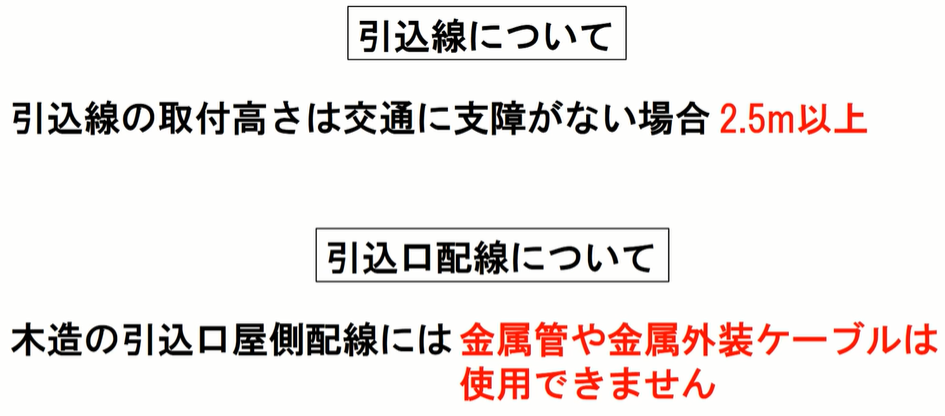 引込線について
引込線の取付高さは交通に支障がない場合 2.5m以上
引込口配線について
木造の引込口屋側配線には 金属管や金属外装ケーブルは
使用できません